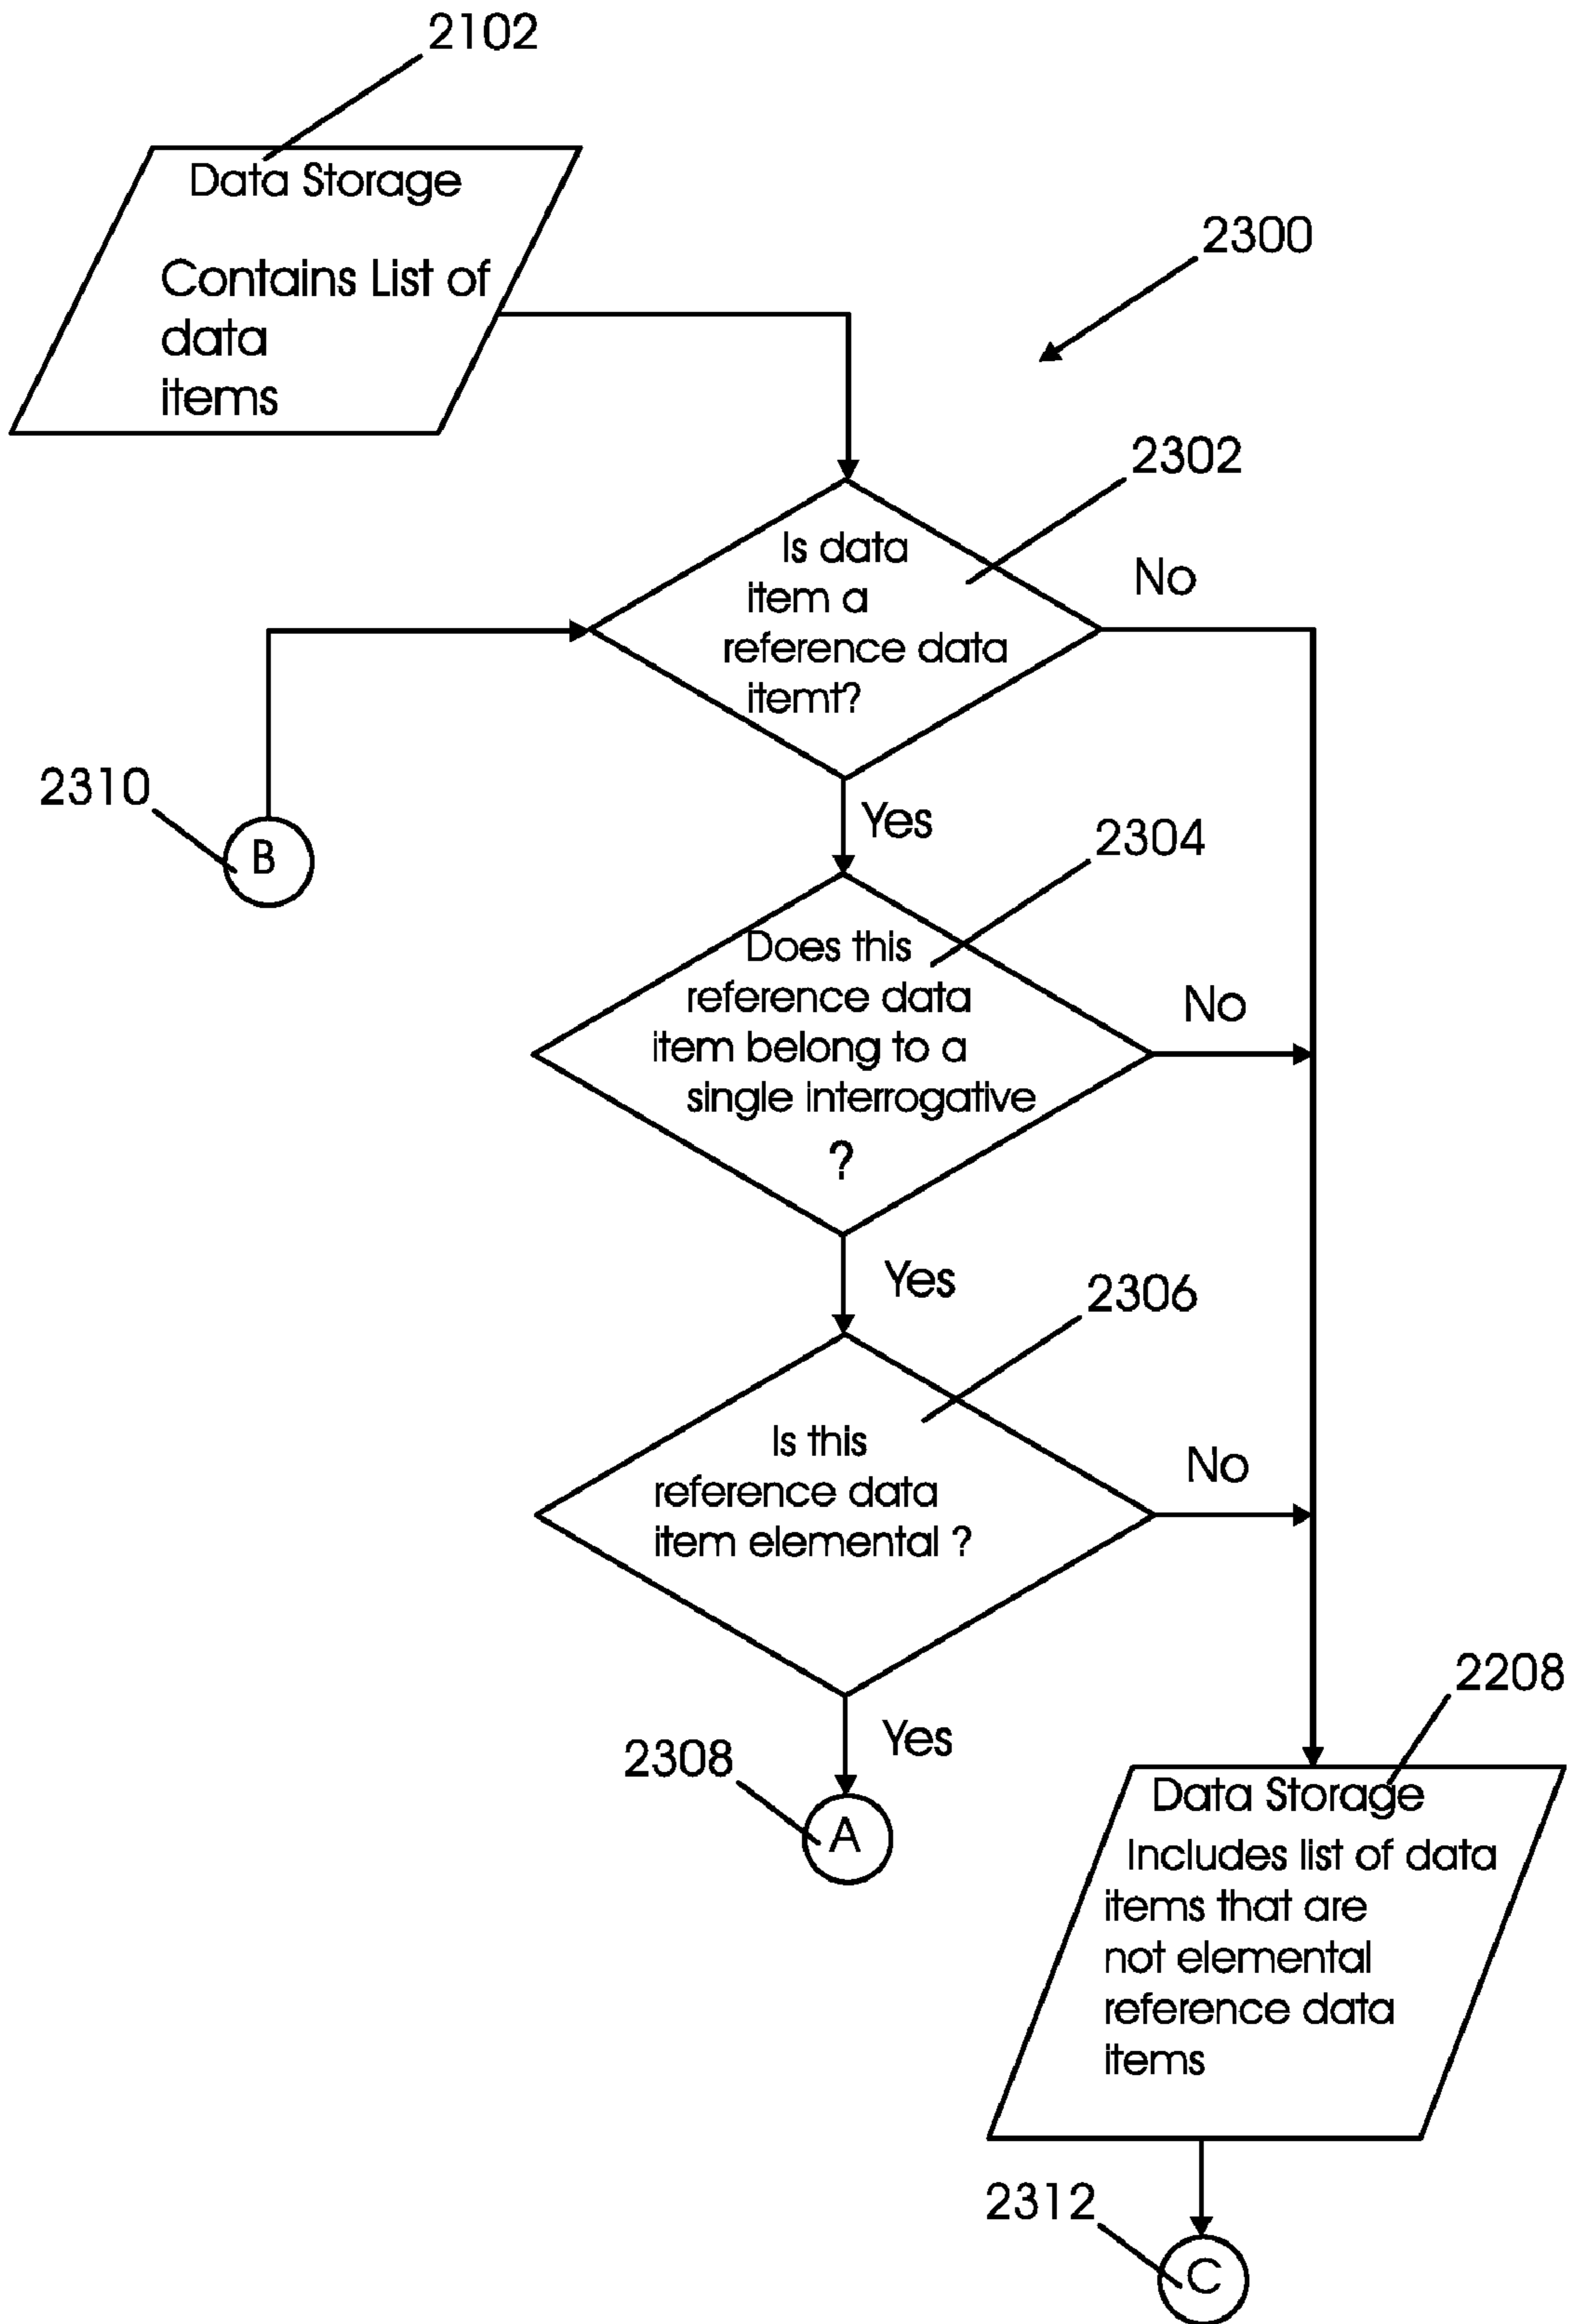 2102
Data Storage
Contains List of
data
items
2300
2302
Is data
item a
reference data
itemt?
No
2310
B
Yes
2304
Does this
reference data
item belong to a
single interrogative
?
No
Yes
2306
Is this
reference data
item elemental ?
No
Yes
2308
A
2208
Data Storage
Includes list of data
items that are
not elemental
reference data
items
2312
C